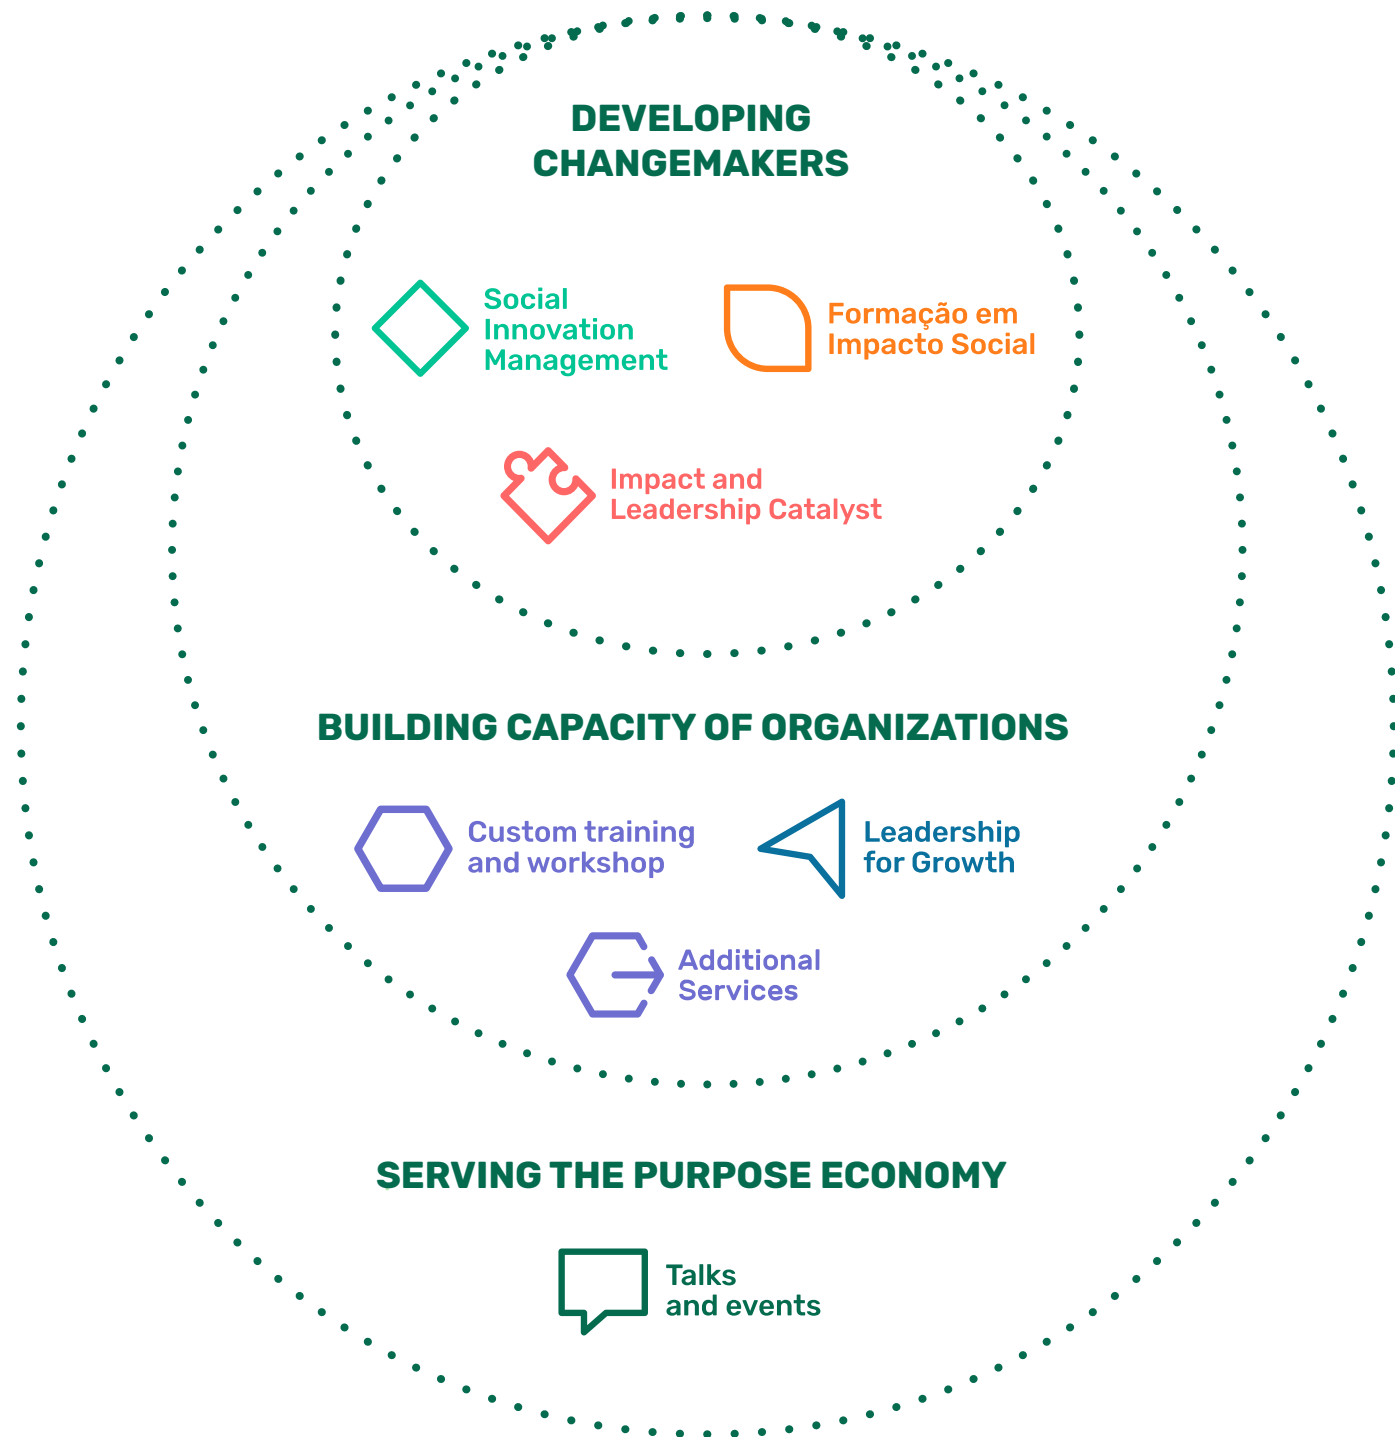 DEVELOPING
CHANGEMAKERS
Social
Innovation
Management
Formação em
Impacto Social
Impact and
Leadership Catalyst
BUILDING CAPACITY OF ORGANIZATIONS
Custom training
and workshop
Leadership
for Growth
Additional
Services
SERVING THE PURPOSE ECONOMY
Talks
and events